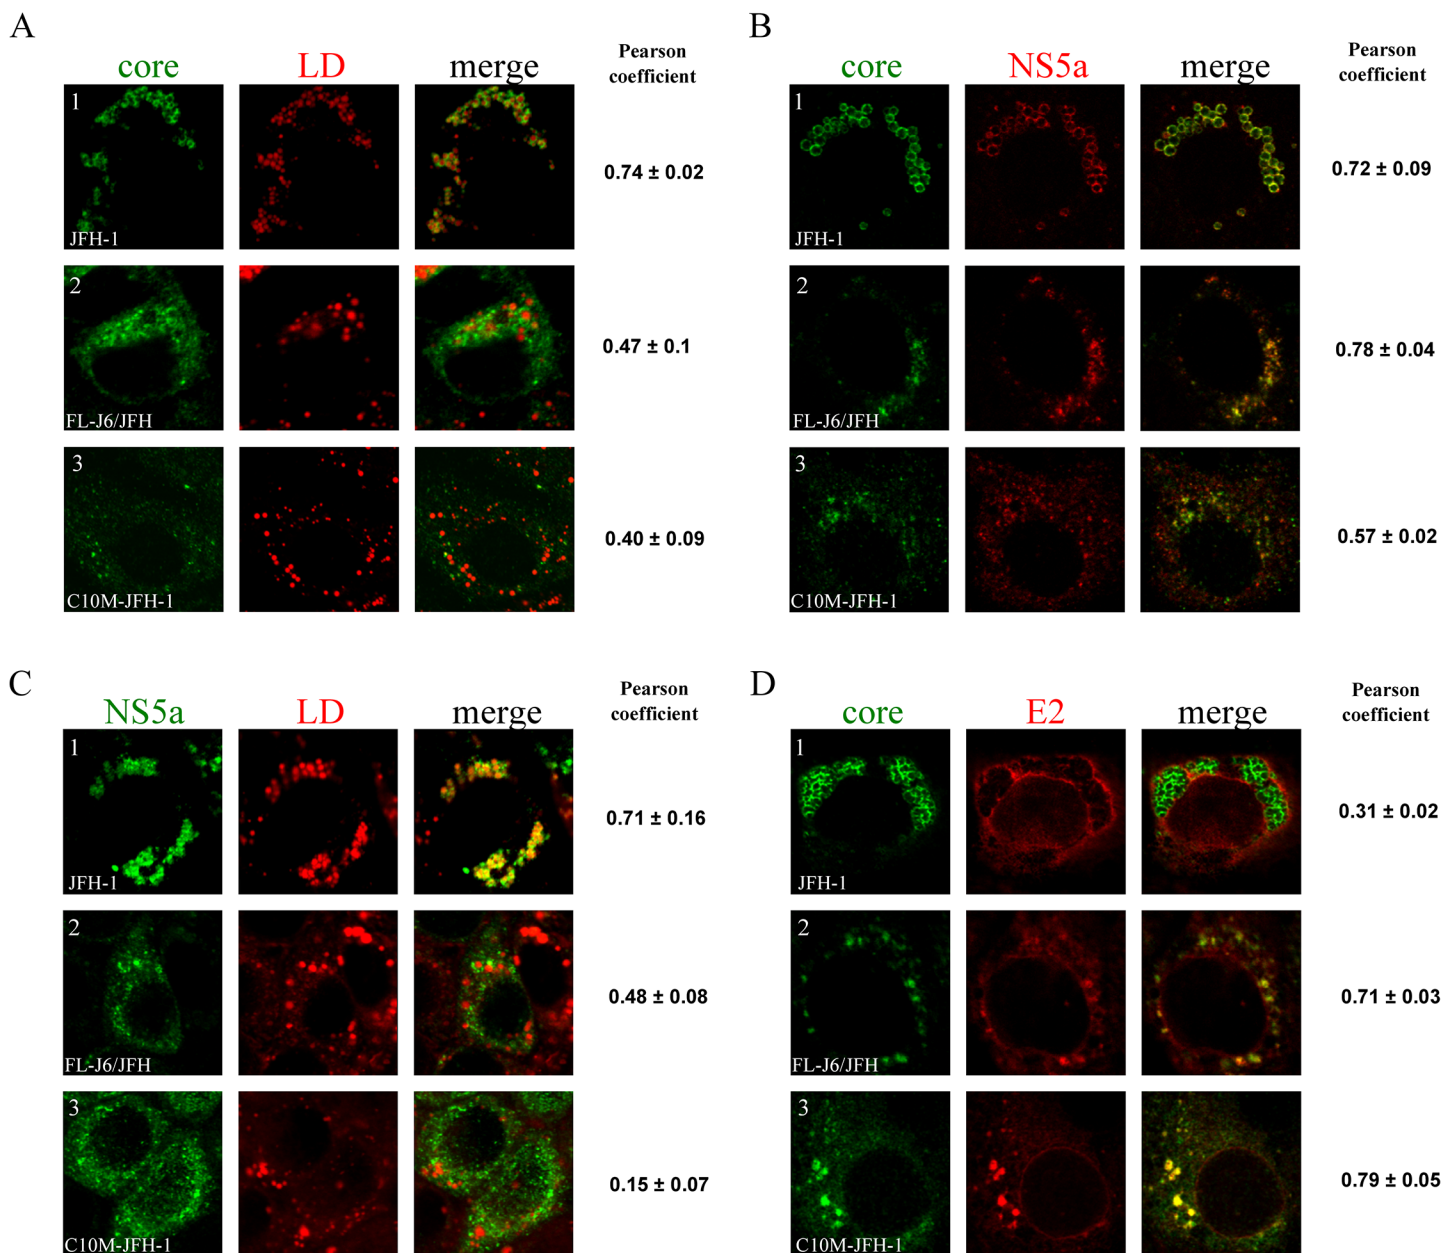 A
core LD merge Pearson
coefficient
1
JFH-1
0.74 ± 0.02
2
FL-J6/JFH
0.47 ± 0.1
3
C10M-JFH-1
0.40 ± 0.09
B
core NS5a merge Pearson
coefficient
1
JFH-1
0.72 ± 0.09
2
FL-J6/JFH
0.78 ± 0.04
3
C10M-JFH-1
0.57 ± 0.02
C
NS5a LD merge Pearson
coefficient
1
JFH-1
0.71 ± 0.16
2
FL-J6/JFH
0.48 ± 0.08
3
C10M-JFH-1
0.15 ± 0.07
D
core E2 merge Pearson
coefficient
1
JFH-1
0.31 ± 0.02
2
FL-J6/JFH
0.71 ± 0.03
3
C10M-JFH-1
0.79 ± 0.05